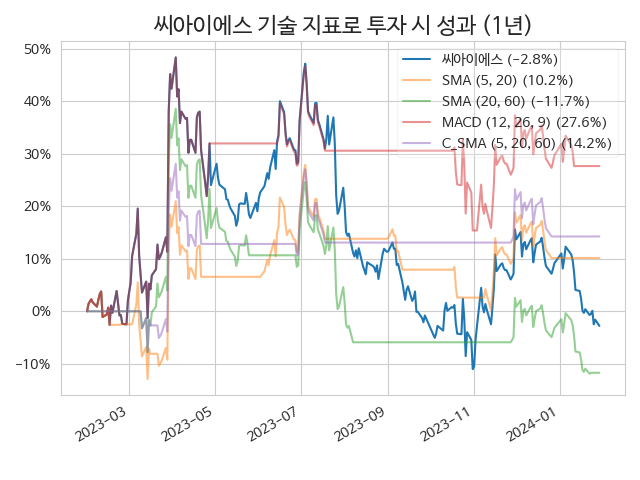 씨아이에스 기술 지표로 투자 시 성과 (1년)
50%
40%
30%
20%
10%
0%
−10%
씨아이에스 (−2.8%)
SMA (5, 20) (10.2%)
SMA (20, 60) (−11.7%)
MACD (12, 26, 9) (27.6%)
C_SMA (5, 20, 60) (14.2%)
2023−03
2023−05
2023−07
2023−09
2023−11
2024−01